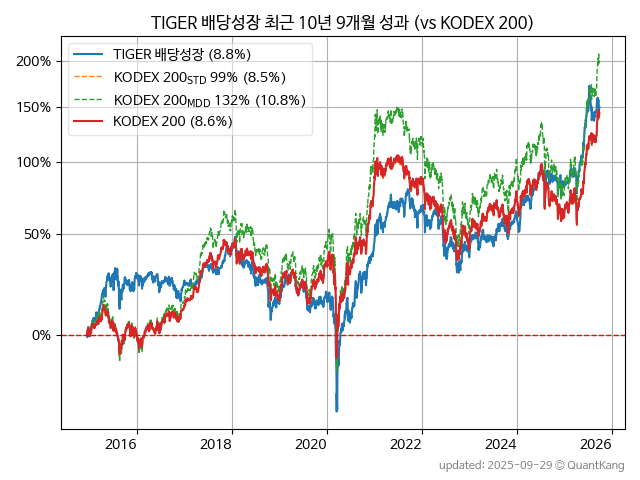 TIGER 배당성장 최근 10년 9개월 성과 (vs KODEX 200)
TIGER 배당성장 (8.8%)
KODEX 200STD 99% (8.5%)
KODEX 200MDD 132% (10.8%)
KODEX 200 (8.6%)
200%
150%
100%
50%
0%
2016 2018 2020 2022 2024 2026
updated: 2025-09-29 © QuantKang